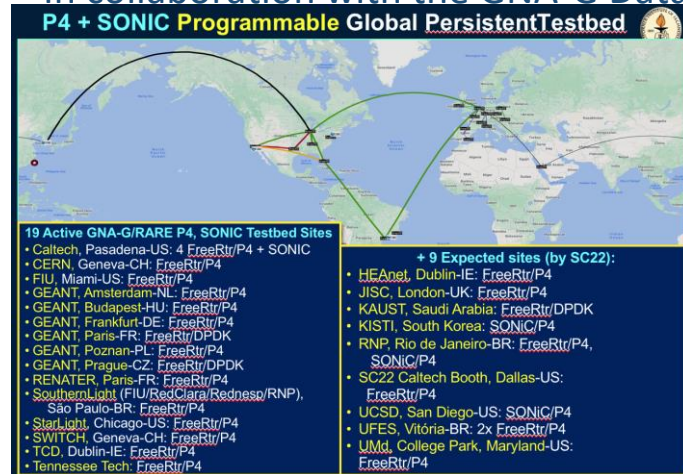 in collaboration with the GNA-G Data
P4 + SONIC Programmable Global PersistentTestbed
19 Active GNA-G/RARE P4, SONIC Testbed Sites
• Caltech, Pasadena-US: 4 FreeRtr/P4 + SONIC
• CERN, Geneva-CH: FreeRtr/P4
• FIU, Miami-US: FreeRtr/P4
• GEANT, Amsterdam-NL: FreeRtr/P4
• GEANT, Budapest-HU: FreeRtr/P4
• GEANT, Frankfurt-DE: FreeRtr/P4
• GEANT, Paris-FR: FreeRtr/DPDK
• GEANT, Poznan-PL: FreeRtr/P4
• GEANT, Prague-CZ: FreeRtr/DPDK
• RENATER, Paris-FR: FreeRtr/P4
• SouthernLight (FIU/RedClara/Rednesp/RNP),
São Paulo-BR: FreeRtr/P4
• StarLight, Chicago-US: FreeRtr/P4
• SWITCH, Geneva-CH: FreeRtr/P4
• TCD, Dublin-IE: FreeRtr/P4
• Tennessee Tech: FreeRtr/P4
+ 9 Expected sites (by SC22):
• HEAnet, Dublin-IE: FreeRtr/P4
• JISC, London-UK: FreeRtr/P4
• KAUST, Saudi Arabia: FreeRtr/DPDK
• KISTI, South Korea: SONiC/P4
• RNP, Rio de Janeiro-BR: FreeRtr/P4,
SONiC/P4
• SC22 Caltech Booth, Dallas-US:
FreeRtr/P4
• UCSD, San Diego-US: SONiC/P4
• UFES, Vitória-BR: 2x FreeRtr/P4
• UMd, College Park, Maryland-US:
FreeRtr/P4